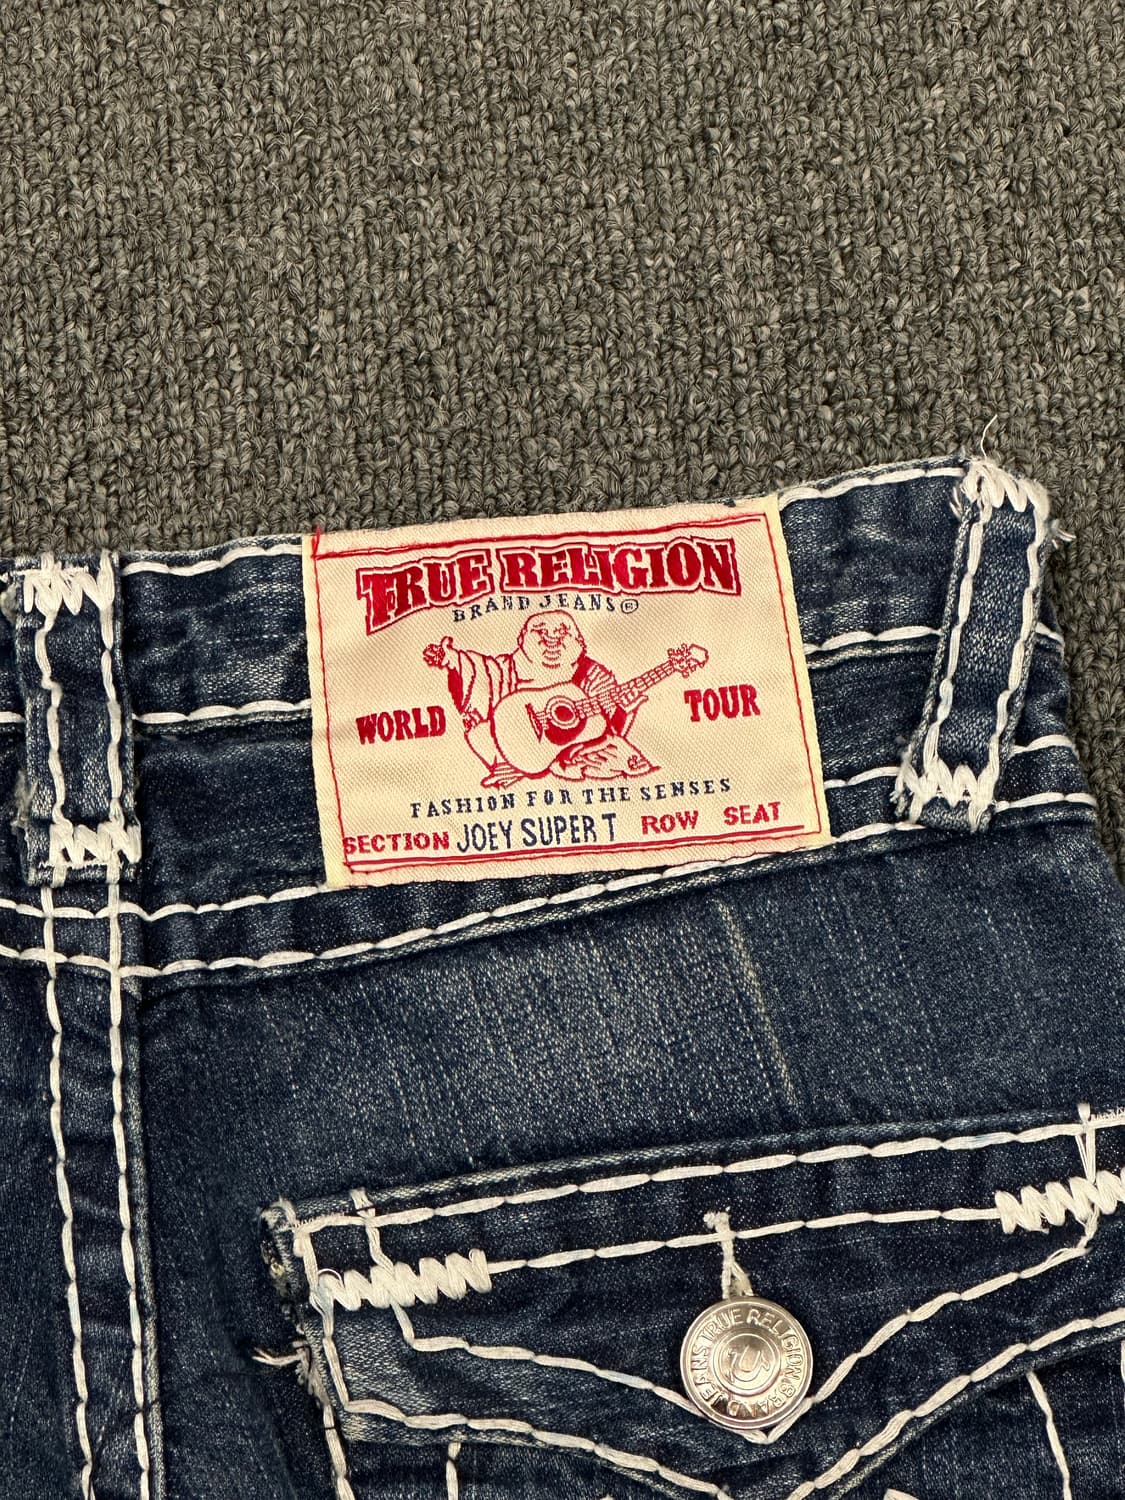 TRUE RELIGION
BRAND JEANS®
WORLD TOUR
FASHION FOR THE SENSES
SECTION JOEY SUPER T ROW SEAT
TRUE RELIGION BRAND JEANS